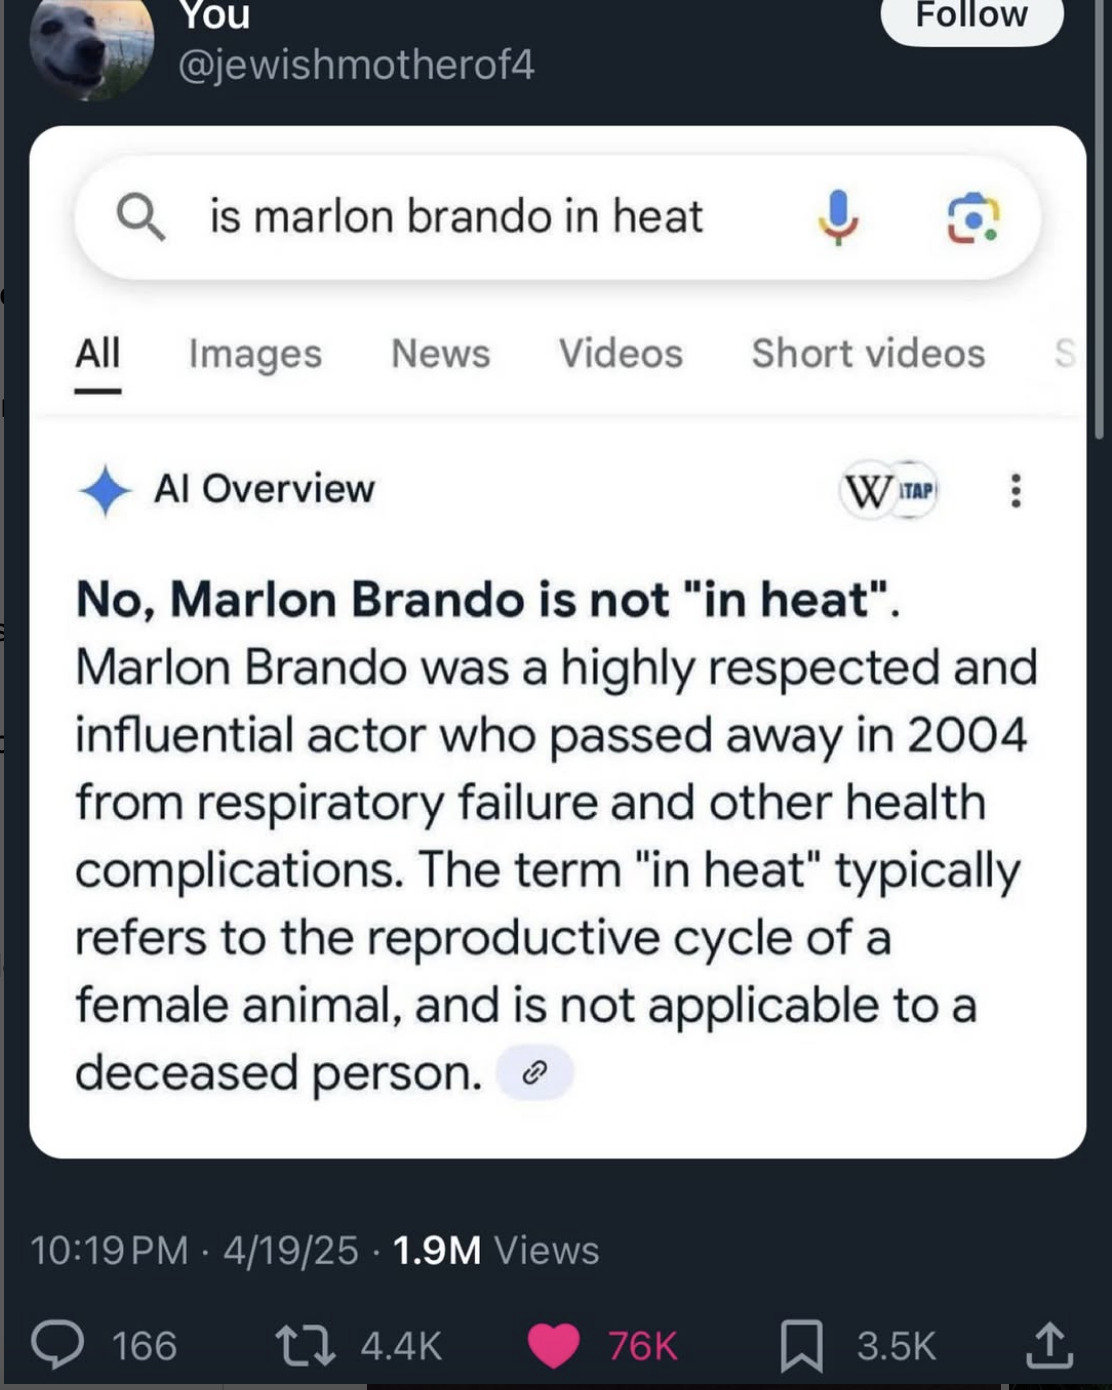 You
@jewishmotherof4
Follow
is marlon brando in heat
All Images News Videos Short videos S
AI Overview
W ITAP
No, Marlon Brando is not "in heat".
Marlon Brando was a highly respected and
influential actor who passed away in 2004
from respiratory failure and other health
complications. The term "in heat" typically
refers to the reproductive cycle of a
female animal, and is not applicable to a
deceased person.
10:19 PM · 4/19/25 · 1.9M Views
166 4.4K 76K 3.5K